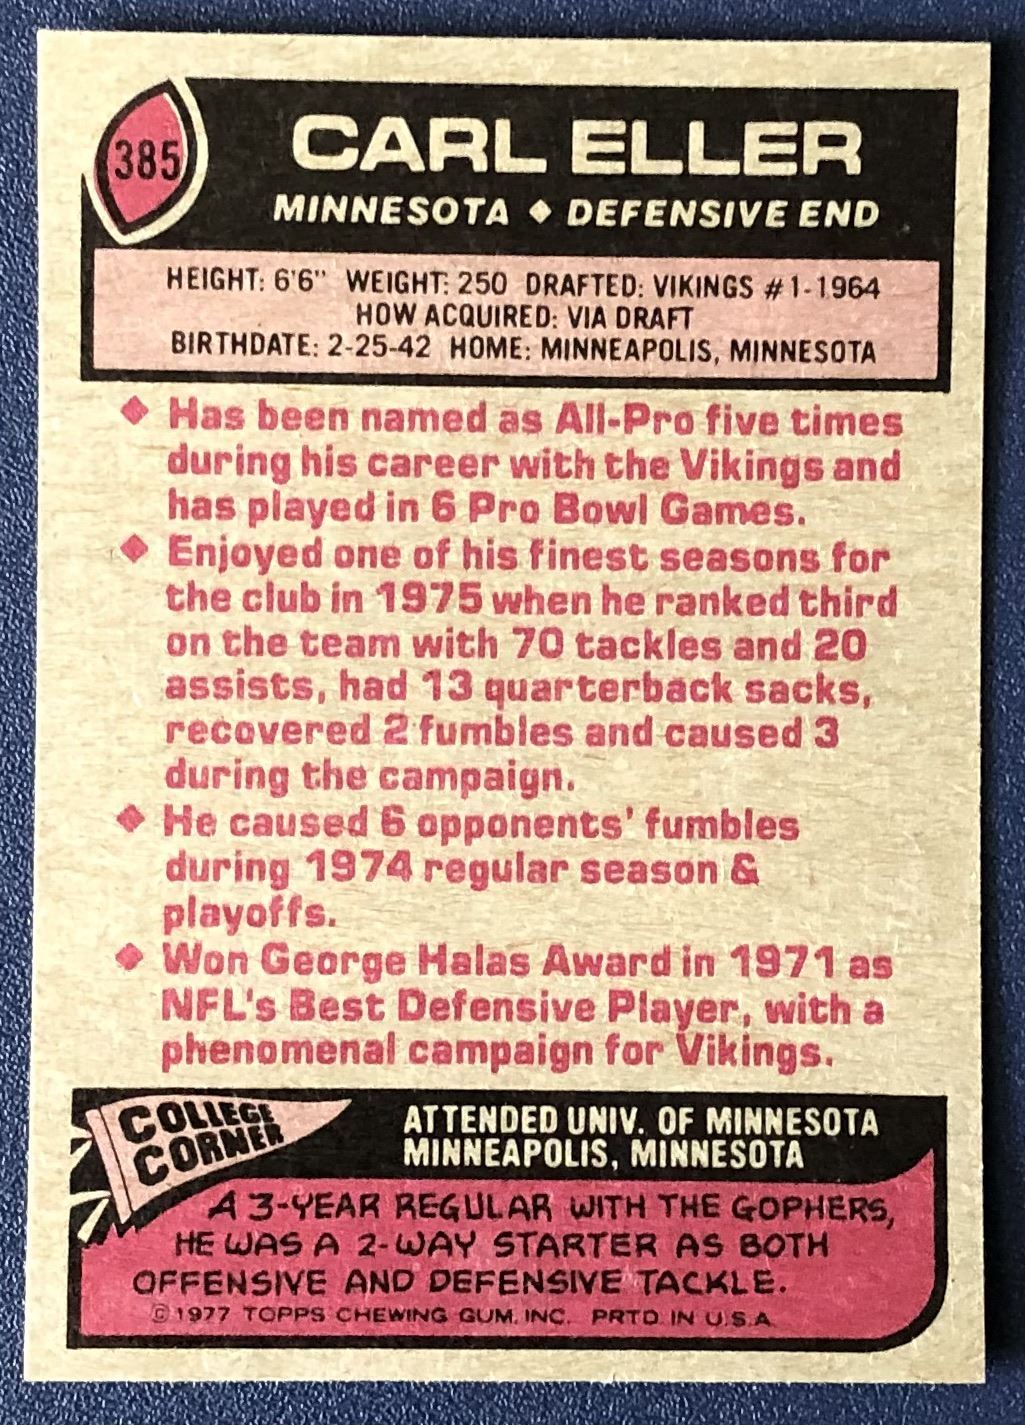 385
CARL ELLER
MINNESOTA ◆ DEFENSIVE END
HEIGHT: 6'6" WEIGHT: 250 DRAFTED: VIKINGS #1-1964
HOW ACQUIRED: VIA DRAFT
BIRTHDATE: 2-25-42 HOME: MINNEAPOLIS, MINNESOTA
◆ Has been named as All-Pro five times
during his career with the Vikings and
has played in 6 Pro Bowl Games.
◆ Enjoyed one of his finest seasons for
the club in 1975 when he ranked third
on the team with 70 tackles and 20
assists, had 13 quarterback sacks,
recovered 2 fumbles and caused 3
during the campaign.
◆ He caused 6 opponents' fumbles
during 1974 regular season &
playoffs.
◆ Won George Halas Award in 1971 as
NFL's Best Defensive Player, with a
phenomenal campaign for Vikings.
COLLEGE
CORNER
ATTENDED UNIV. OF MINNESOTA
MINNEAPOLIS, MINNESOTA
A 3-YEAR REGULAR WITH THE GOPHERS,
HE WAS A 2-WAY STARTER AS BOTH
OFFENSIVE AND DEFENSIVE TACKLE.
©1977 TOPPS CHEWING GUM, INC. PRTD. IN U.S.A.